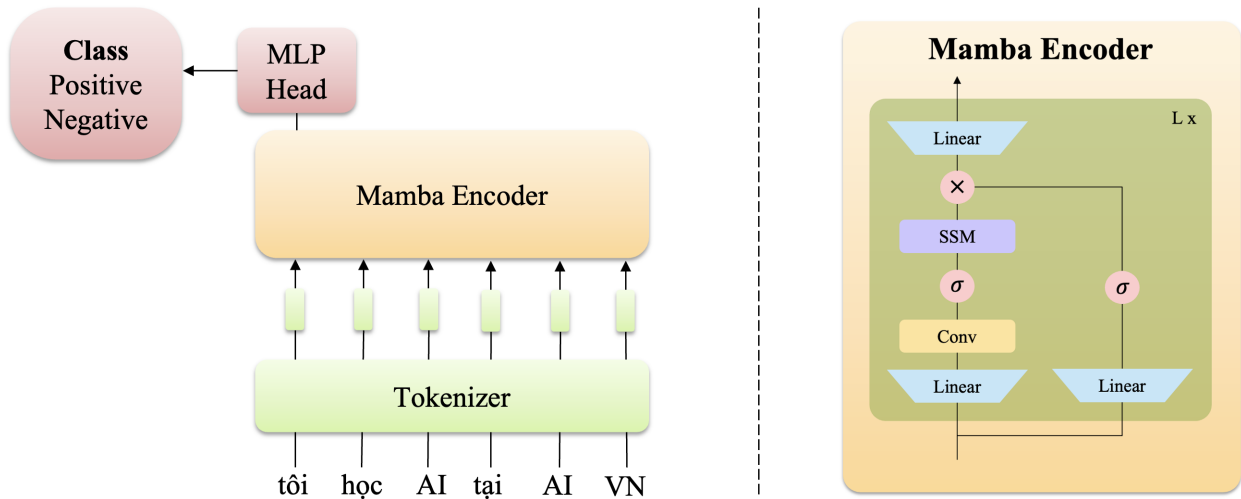 Class
Positive
Negative
MLP
Head
Mamba Encoder
Tokenizer
tôi học AI tại AI VN
Mamba Encoder
L x
Linear
×
SSM
σ
σ
Conv
Linear
Linear